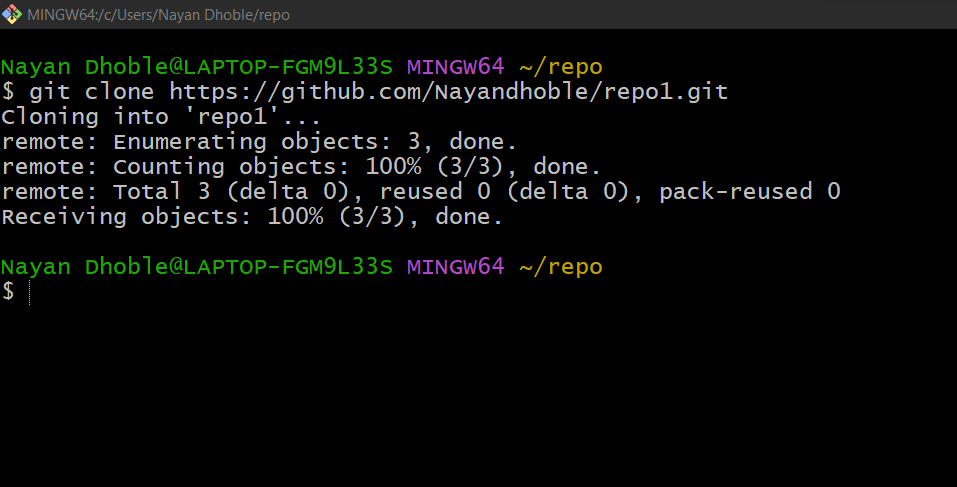 MINGW64:/c/Users/Nayan Dhoble/repo
Nayan Dhoble@LAPTOP-FGM9L33S MINGW64 ~/repo
$ git clone https://github.com/Nayandhoble/repo1.git
Cloning into 'repo1'...
remote: Enumerating objects: 3, done.
remote: Counting objects: 100% (3/3), done.
remote: Total 3 (delta 0), reused 0 (delta 0), pack-reused 0
Receiving objects: 100% (3/3), done.
Nayan Dhoble@LAPTOP-FGM9L33S MINGW64 ~/repo
$